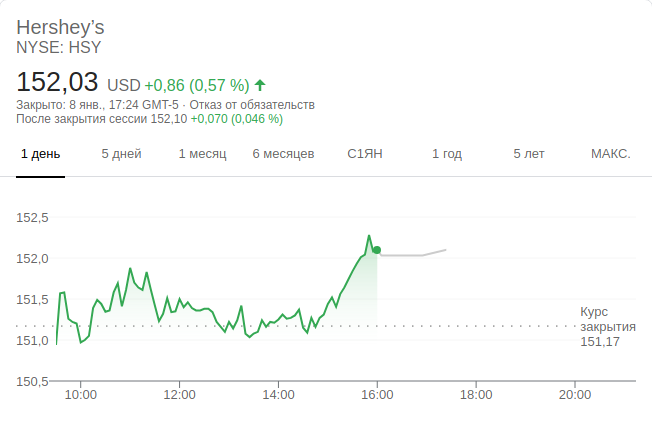 Hershey’s
NYSE: HSY
152,03 USD +0,86 (0,57 %)
Закрыто: 8 янв., 17:24 GMT-5 · Отказ от обязательств
После закрытия сессии 152,10 +0,070 (0,046 %)
1 день 5 дней 1 месяц 6 месяцев С1ЯН 1 год 5 лет МАКС.
152,5
152,0
151,5
Курс
закрытия
151,17
151,0
150,5
10:00 12:00 14:00 16:00 18:00 20:00